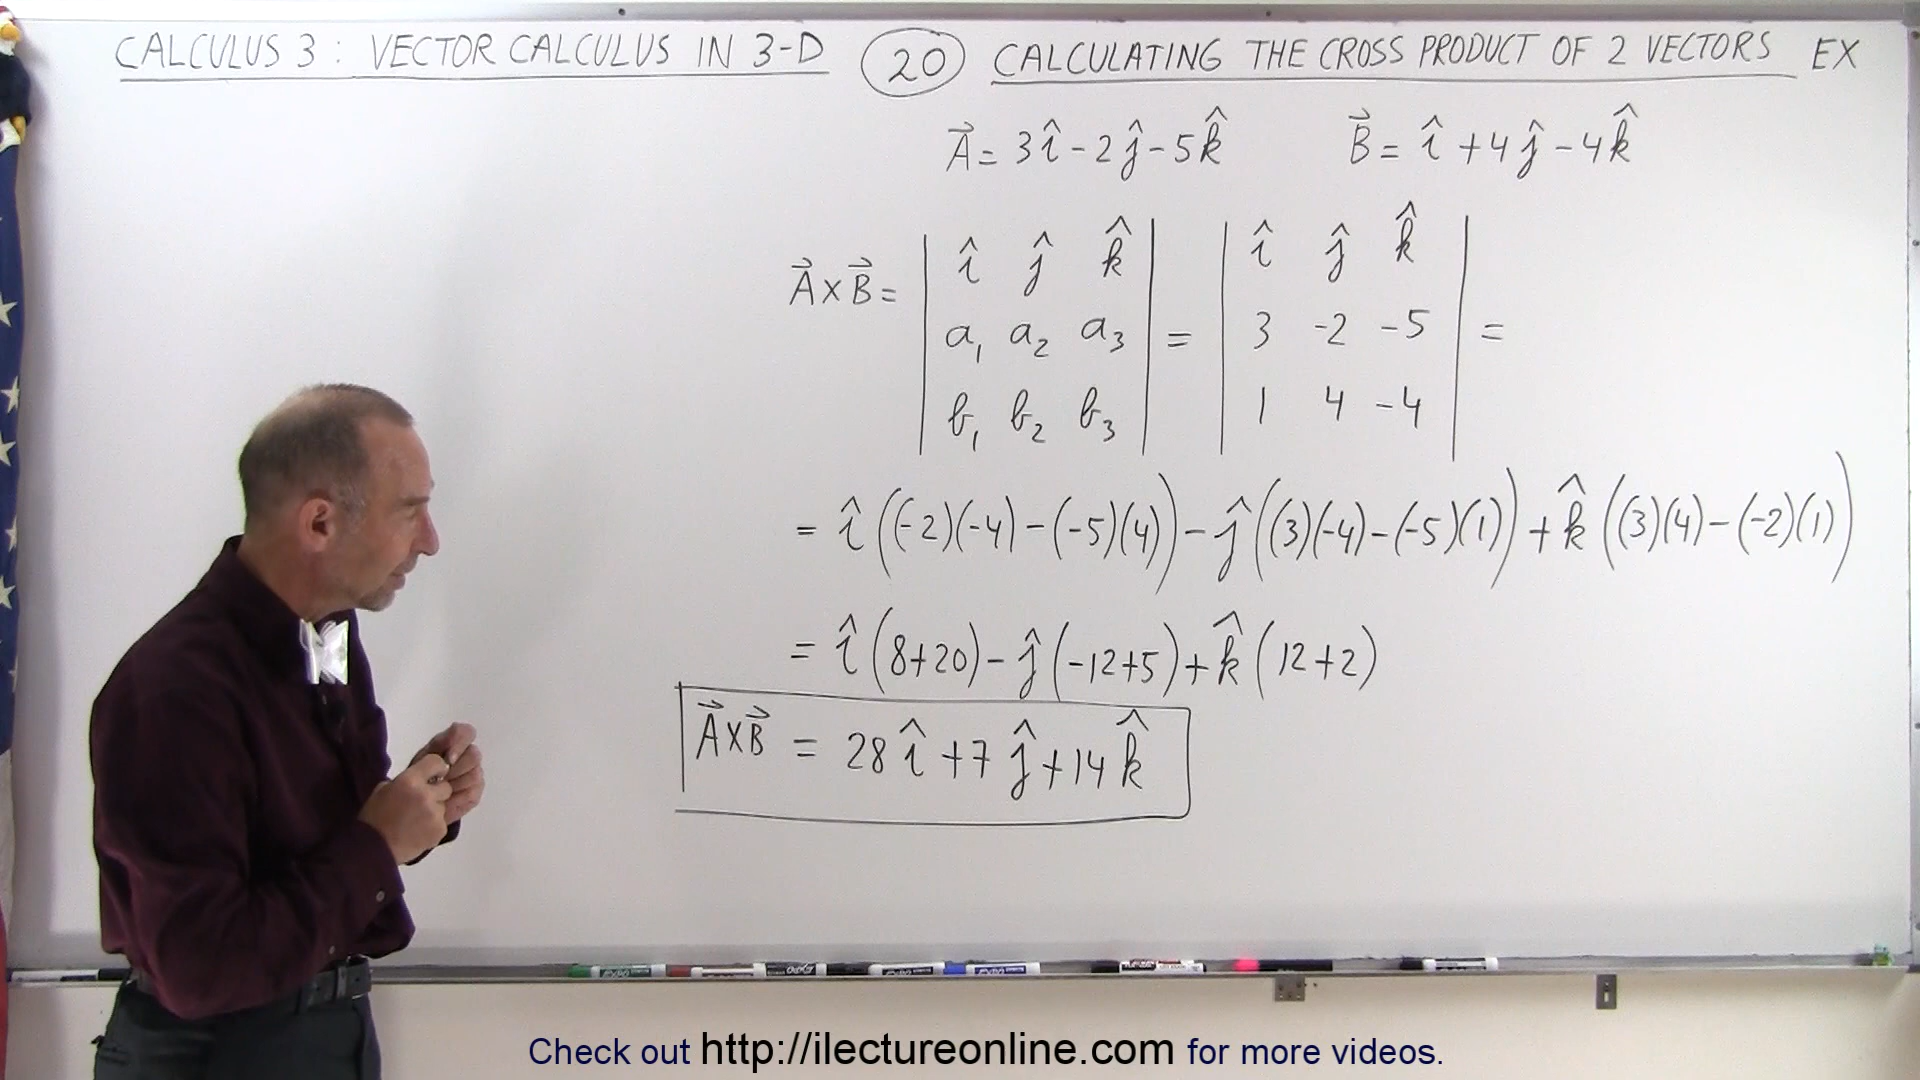 CALCULUS 3 : VECTOR CALCULUS IN 3-D (20) CALCULATING THE CROSS PRODUCT OF 2 VECTORS EX
A⃗ = 3î - 2ĵ - 5k̂ B⃗ = î + 4ĵ - 4k̂
î ĵ k̂ î ĵ k̂
A⃗ x B⃗ = | a₁ a₂ a₃ | = | 3 -2 -5 | =
b₁ b₂ b₃ 1 4 -4
= î ((-2)(-4) - (-5)(4)) - ĵ ((3)(-4) - (-5)(1)) + k̂ ((3)(4) - (-2)(1))
= î (8+20) - ĵ (-12+5) + k̂ (12+2)
A⃗ x B⃗ = 28 î + 7 ĵ + 14 k̂
Check out http://ilectureonline.com for more videos.